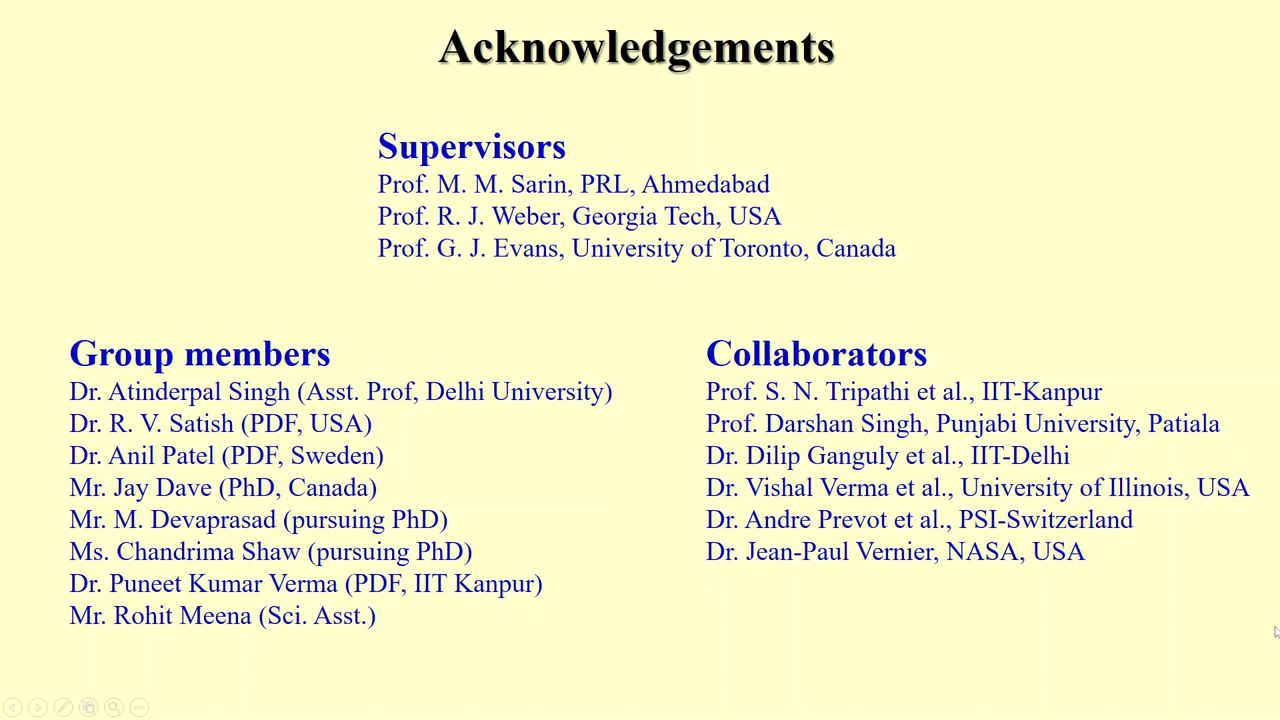 Acknowledgements
Supervisors
Prof. M. M. Sarin, PRL, Ahmedabad
Prof. R. J. Weber, Georgia Tech, USA
Prof. G. J. Evans, University of Toronto, Canada
Group members
Dr. Atinderpal Singh (Asst. Prof, Delhi University)
Dr. R. V. Satish (PDF, USA)
Dr. Anil Patel (PDF, Sweden)
Mr. Jay Dave (PhD, Canada)
Mr. M. Devaprasad (pursuing PhD)
Ms. Chandrima Shaw (pursuing PhD)
Dr. Puneet Kumar Verma (PDF, IIT Kanpur)
Mr. Rohit Meena (Sci. Asst.)
Collaborators
Prof. S. N. Tripathi et al., IIT-Kanpur
Prof. Darshan Singh, Punjabi University, Patiala
Dr. Dilip Ganguly et al., IIT-Delhi
Dr. Vishal Verma et al., University of Illinois, USA
Dr. Andre Prevot et al., PSI-Switzerland
Dr. Jean-Paul Vernier, NASA, USA